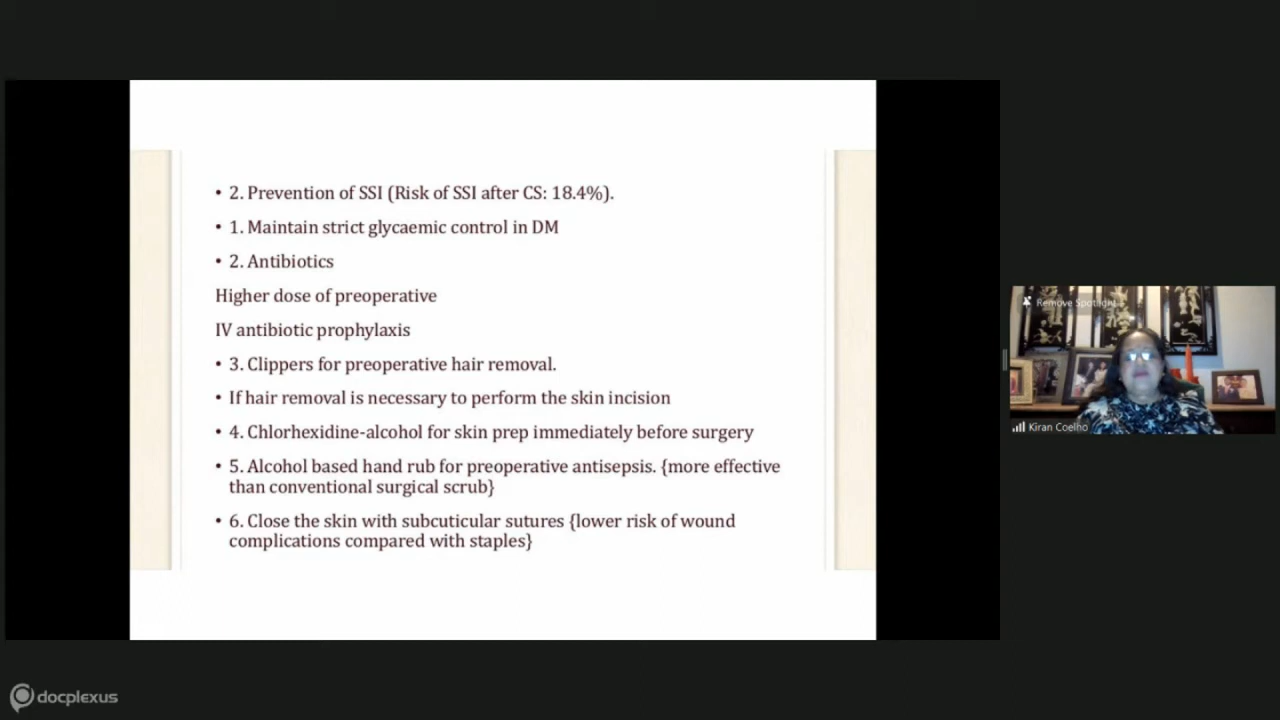 • 2. Prevention of SSI (Risk of SSI after CS: 18.4%).
• 1. Maintain strict glycaemic control in DM
• 2. Antibiotics
Higher dose of preoperative
IV antibiotic prophylaxis
• 3. Clippers for preoperative hair removal.
• If hair removal is necessary to perform the skin incision
• 4. Chlorhexidine-alcohol for skin prep immediately before surgery
• 5. Alcohol based hand rub for preoperative antisepsis. {more effective
than conventional surgical scrub}
• 6. Close the skin with subcuticular sutures {lower risk of wound
complications compared with staples}
Remove Spotlight
Kiran Coelho
docplexus